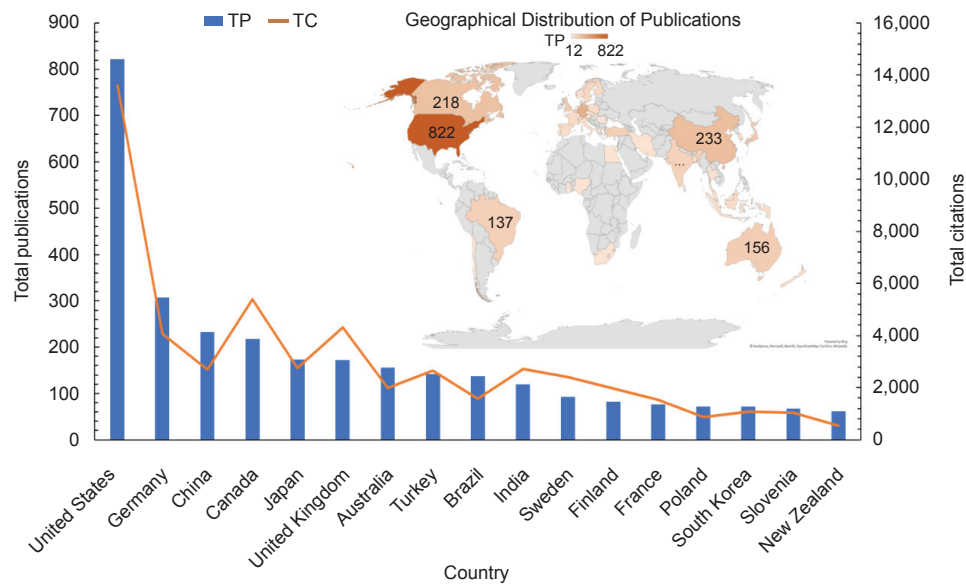 TP TC
Geographical Distribution of Publications
TP
12 822
218
822
233
...
137
156
Powered by Bing
Total publications
900
800
700
600
500
400
300
200
100
0
Total citations
16,000
14,000
12,000
10,000
8,000
6,000
4,000
2,000
0
United States
Germany
China
Canada
Japan
United Kingdom
Australia
Turkey
Brazil
India
Sweden
Finland
France
Poland
South Korea
Slovenia
New Zealand
Country